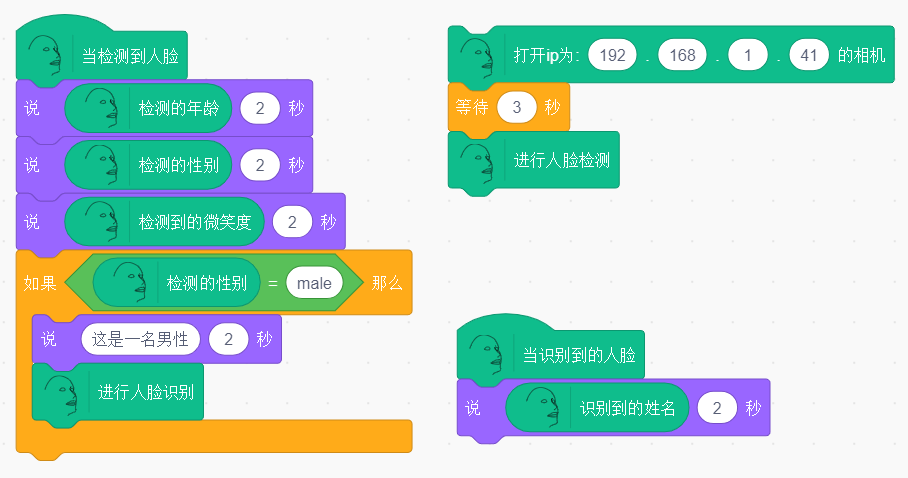 当检测到人脸
说 检测的年龄 2 秒
说 检测的性别 2 秒
说 检测到的微笑度 2 秒
如果 检测的性别 = male 那么
说 这是一名男性 2 秒
进行人脸识别
打开ip为: 192 . 168 . 1 . 41 的相机
等待 3 秒
进行人脸检测
当识别到的人脸
说 识别到的姓名 2 秒